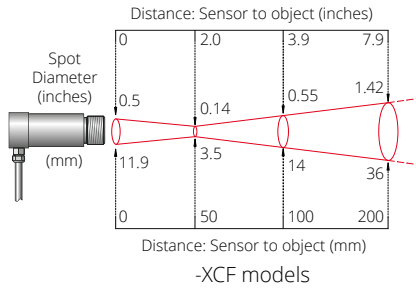 Distance: Sensor to object (inches)
0 2.0 3.9 7.9
Spot
Diameter
(inches)
0.5 0.14 0.55 1.42
(mm)
11.9 3.5 14 36
0 50 100 200
Distance: Sensor to object (mm)
-XCF models